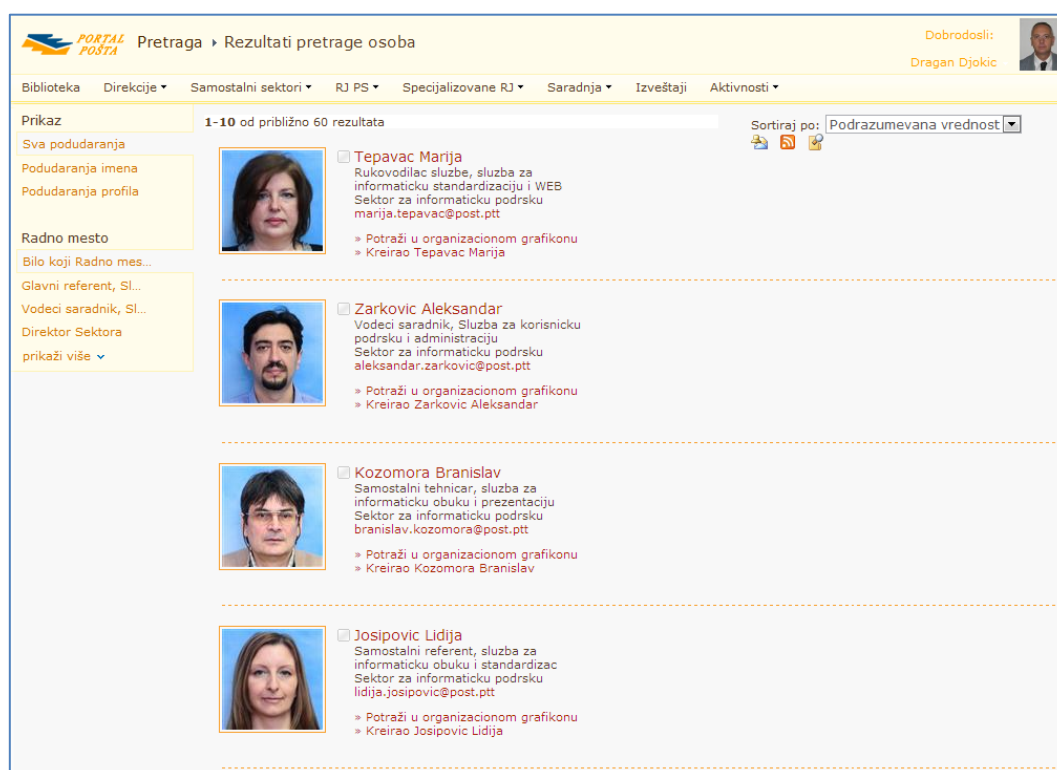 PORTAL
POŠTA
Pretraga ▸ Rezultati pretrage osoba
Dobrodosli:
Dragan Djokic
Biblioteka Direkcije Samostalni sektori RJ PS Specijalizovane RJ Saradnja Izveštaji Aktivnosti
Prikaz
Sva podudaranja
Podudaranja imena
Podudaranja profila
Radno mesto
Bilo koji Radno mes...
Glavni referent, Sl...
Vodeci saradnik, Sl...
Direktor Sektora
prikaži više
1-10 od približno 60 rezultata
Sortiraj po: Podrazumevana vrednost
Tepavac Marija
Rukovodilac sluzbe, sluzba za
informaticku standardizaciju i WEB
Sektor za informaticku podrsku
marija.tepavac@post.ptt
» Potraži u organizacionom grafikonu
» Kreirao Tepavac Marija
Zarkovic Aleksandar
Vodeci saradnik, Sluzba za korisnicku
podrsku i administraciju
Sektor za informaticku podrsku
aleksandar.zarkovic@post.ptt
» Potraži u organizacionom grafikonu
» Kreirao Zarkovic Aleksandar
Kozomora Branislav
Samostalni tehnicar, sluzba za
informaticku obuku i prezentaciju
Sektor za informaticku podrsku
branislav.kozomora@post.ptt
» Potraži u organizacionom grafikonu
» Kreirao Kozomora Branislav
Josipovic Lidija
Samostalni referent, sluzba za
informaticku obuku i standardizac
Sektor za informaticku podrsku
lidija.josipovic@post.ptt
» Potraži u organizacionom grafikonu
» Kreirao Josipovic Lidija